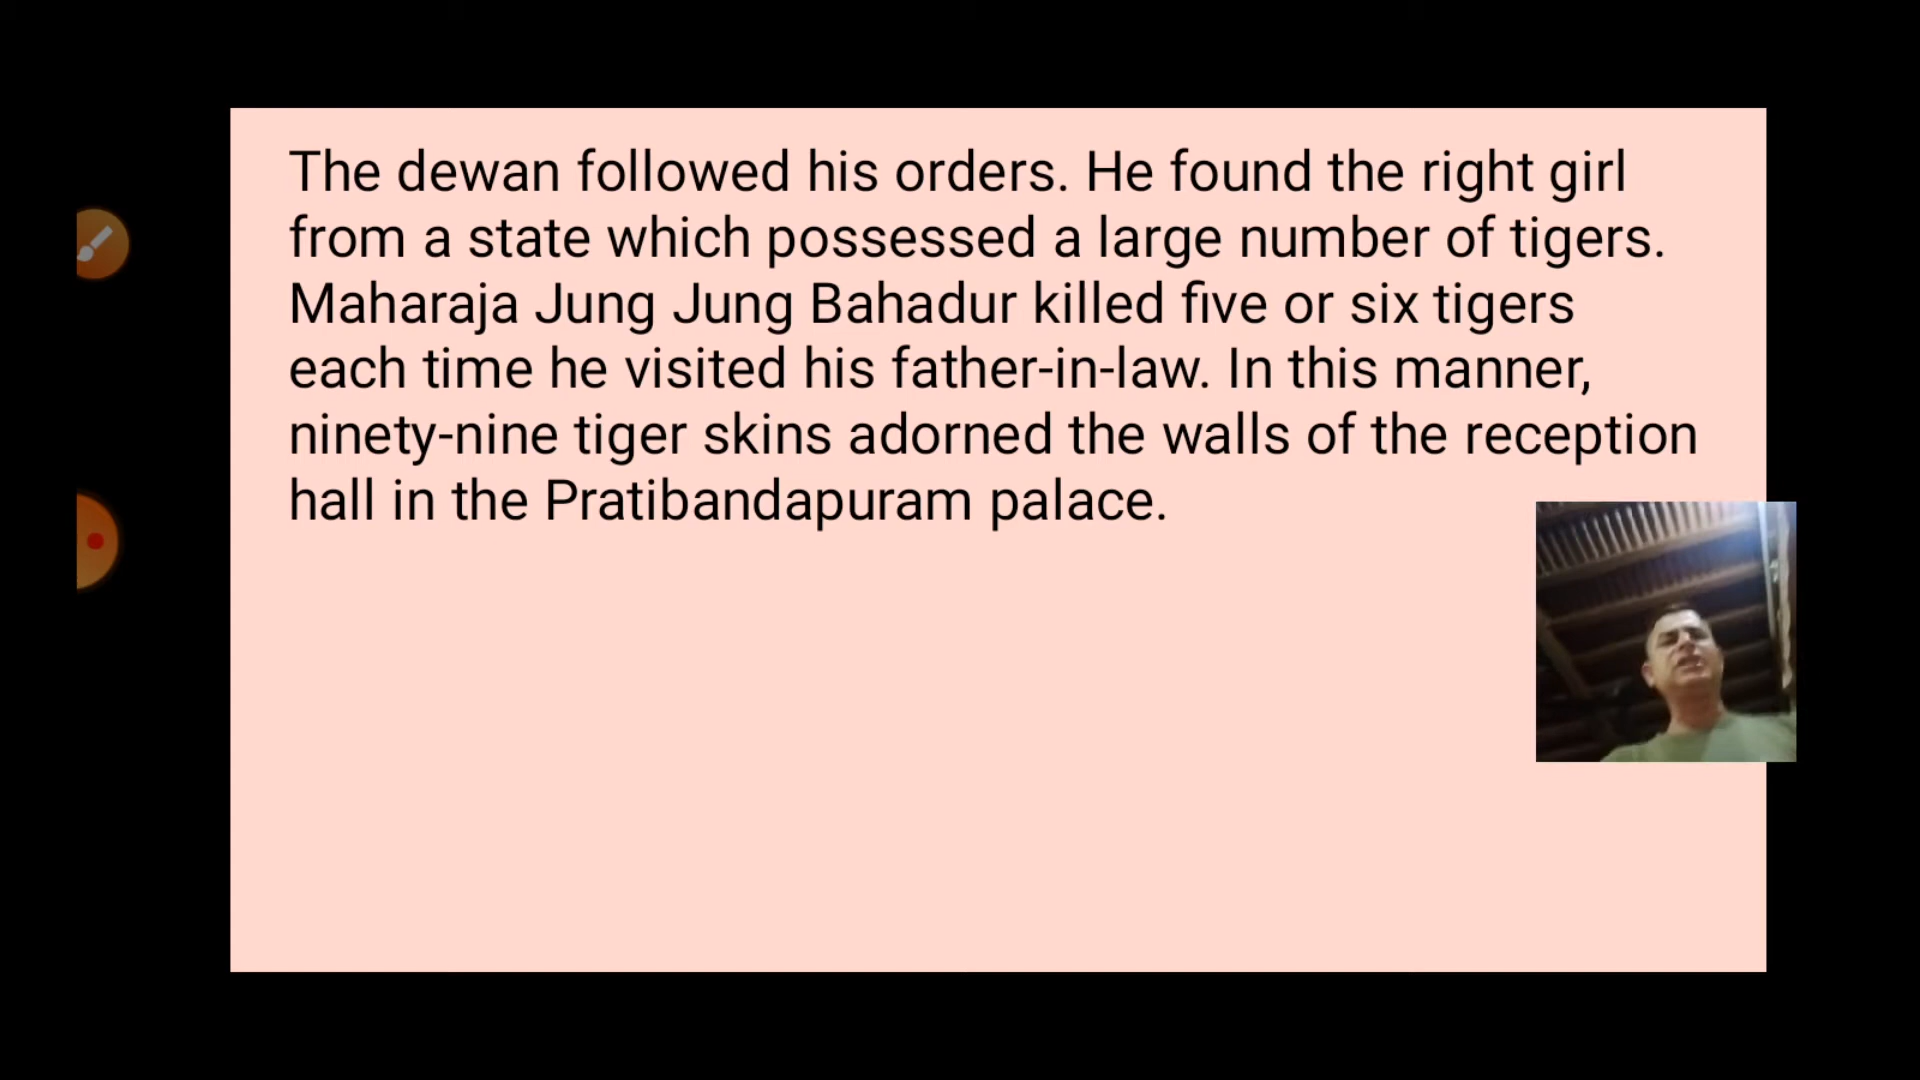 The dewan followed his orders. He found the right girl
from a state which possessed a large number of tigers.
Maharaja Jung Jung Bahadur killed five or six tigers
each time he visited his father-in-law. In this manner,
ninety-nine tiger skins adorned the walls of the reception
hall in the Pratibandapuram palace.